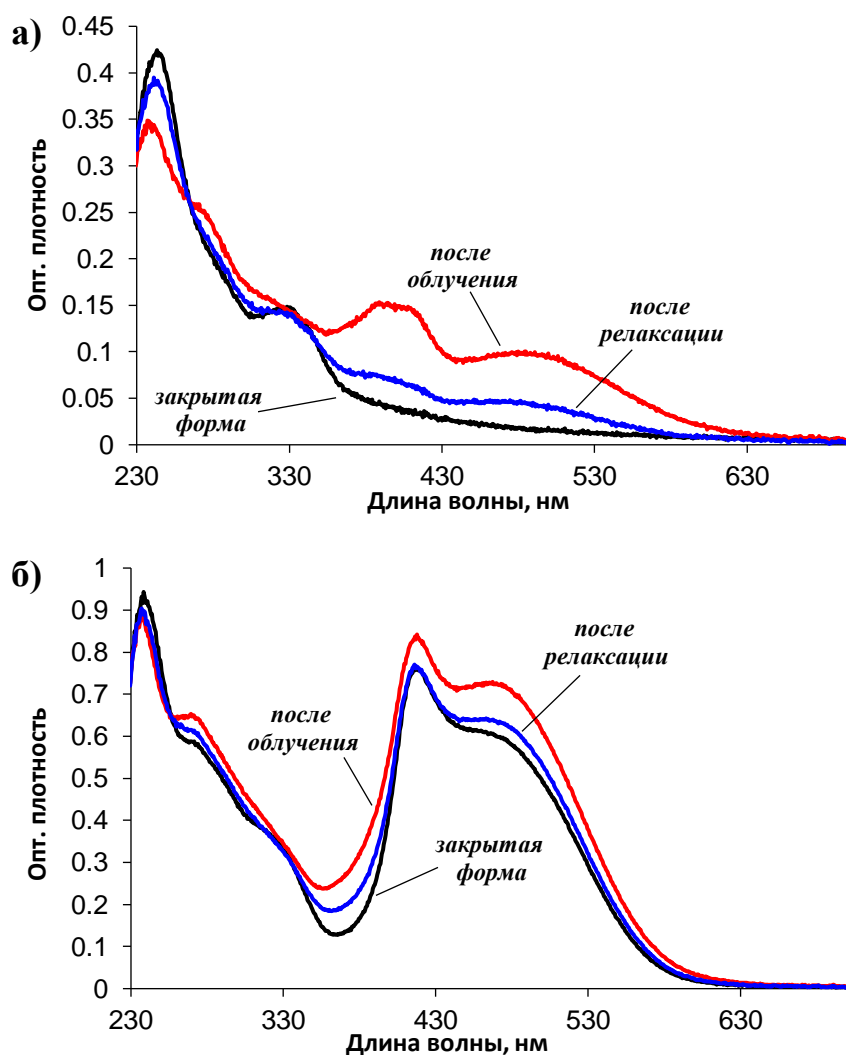 а)
0.45
0.4
0.35
0.3
0.25
0.2
0.15
0.1
0.05
0
Опт. плотность
после
облучения
после
релаксации
закрытая
форма
230 330 430 530 630
Длина волны, нм
б)
1
0.9
0.8
0.7
0.6
0.5
0.4
0.3
0.2
0.1
0
Опт. плотность
после
релаксации
после
облучения
закрытая
форма
230 330 430 530 630
Длина волны, нм